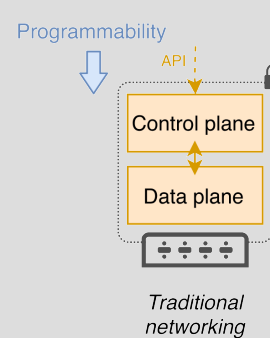 Programmability
API
Control plane
Data plane
Traditional
networking